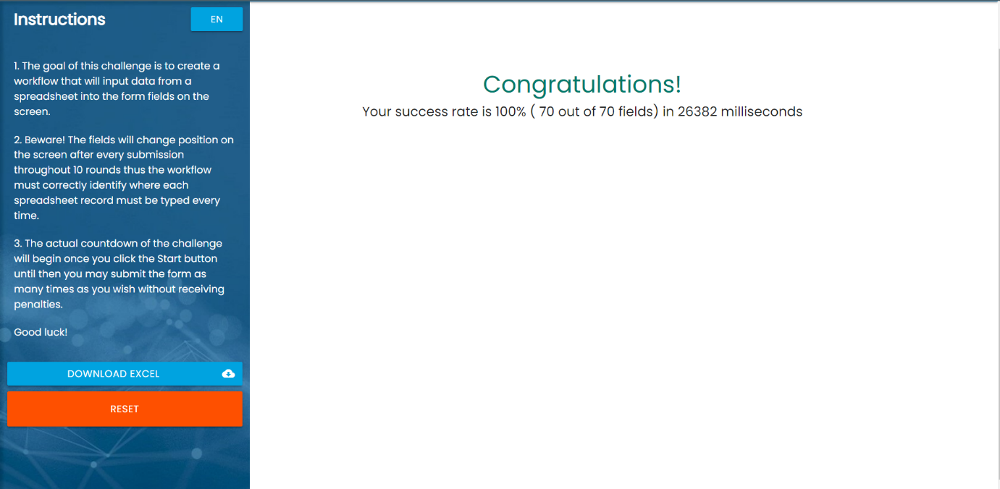 Instructions
EN
1. The goal of this challenge is to create a
workflow that will input data from a
spreadsheet into the form fields on the
screen.
2. Beware! The fields will change position on
the screen after every submission
throughout 10 rounds thus the workflow
must correctly identify where each
spreadsheet record must be typed every
time.
3. The actual countdown of the challenge
will begin once you click the Start button
until then you may submit the form as
many times as you wish without receiving
penalties.
Good luck!
DOWNLOAD EXCEL
RESET
Congratulations!
Your success rate is 100% ( 70 out of 70 fields) in 26382 milliseconds